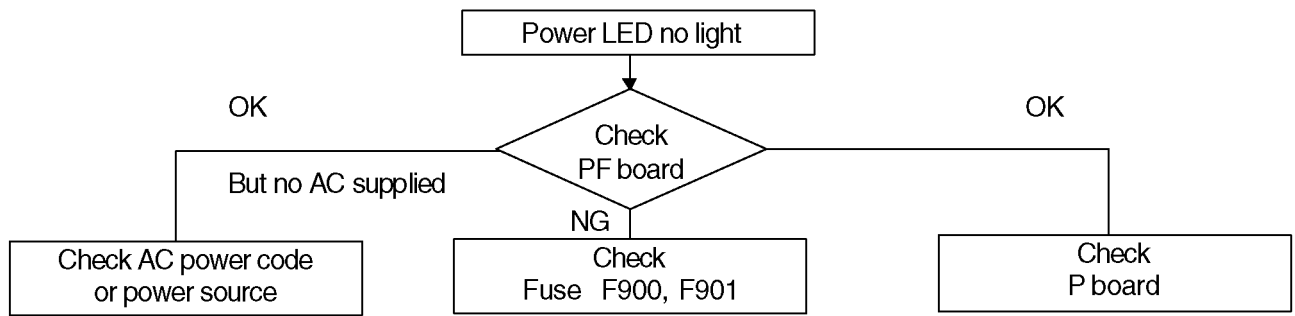 Power LED no light
OK
OK
Check
PF board
But no AC supplied
NG
Check AC power code
or power source
Check
Fuse F900, F901
Check
P board